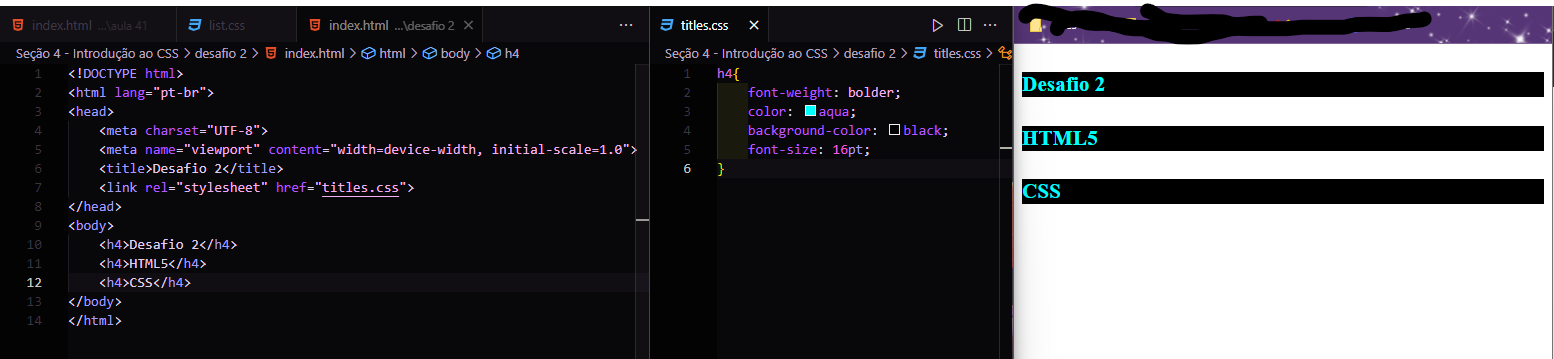 index.html ...\aula 41
list.css
index.html ...\desafio 2
Seção 4 - Introdução ao CSS > desafio 2 > index.html > html > body > h4
1 <!DOCTYPE html>
2 <html lang="pt-br">
3 <head>
4 <meta charset="UTF-8">
5 <meta name="viewport" content="width=device-width, initial-scale=1.0">
6 <title>Desafio 2</title>
7 <link rel="stylesheet" href="titles.css">
8 </head>
9 <body>
10 <h4>Desafio 2</h4>
11 <h4>HTML5</h4>
12 <h4>CSS</h4>
13 </body>
14 </html>
titles.css
Seção 4 - Introdução ao CSS > desafio 2 > titles.css >
1 h4{
2 font-weight: bolder;
3 color: aqua;
4 background-color: black;
5 font-size: 16pt;
6 }
Desafio 2
HTML5
CSS